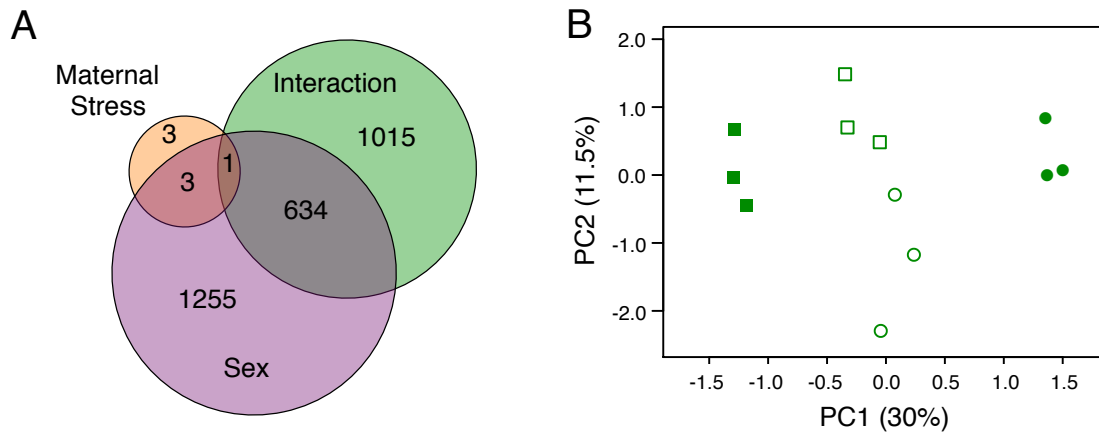 A
Maternal
Stress
Interaction
3
1015
1
3
634
1255
Sex
B
2.0
1.0
0.0
-1.0
-2.0
PC2 (11.5%)
-1.5
-1.0
-0.5
0.0
0.5
1.0
1.5
PC1 (30%)